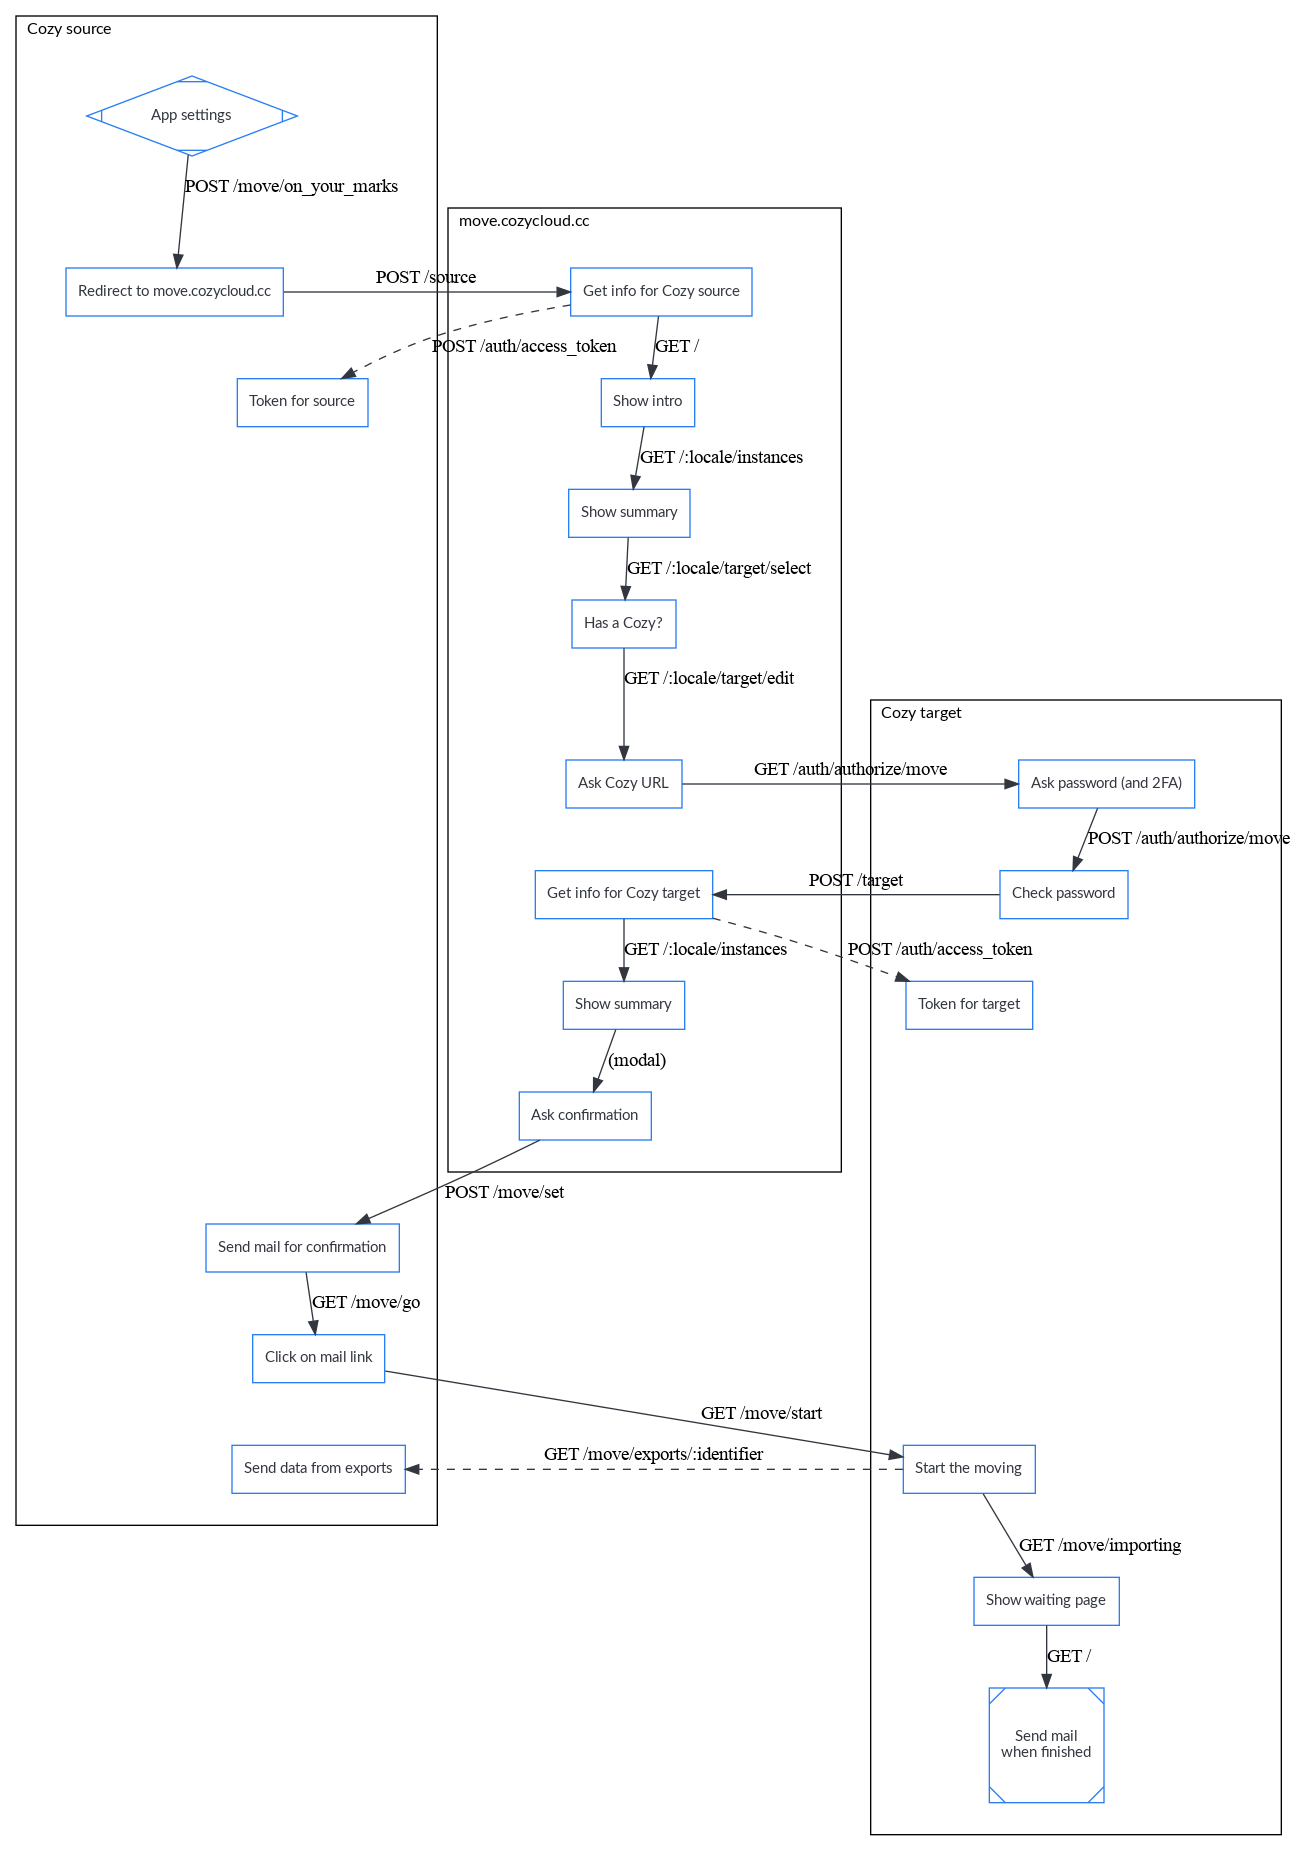 Cozy source
App settings
POST /move/on_your_marks
move.cozycloud.cc
Redirect to move.cozycloud.cc
POST /source
Get info for Cozy source
POST /auth/access_token
GET /
Token for source
Show intro
GET /:locale/instances
Show summary
GET /:locale/target/select
Has a Cozy?
GET /:locale/target/edit
Cozy target
Ask Cozy URL
GET /auth/authorize/move
Ask password (and 2FA)
POST /auth/authorize/move
Get info for Cozy target
POST /target
Check password
GET /:locale/instances
POST /auth/access_token
Show summary
Token for target
(modal)
Ask confirmation
POST /move/set
Send mail for confirmation
GET /move/go
Click on mail link
GET /move/start
Send data from exports
GET /move/exports/:identifier
Start the moving
GET /move/importing
Show waiting page
GET /
Send mail
when finished